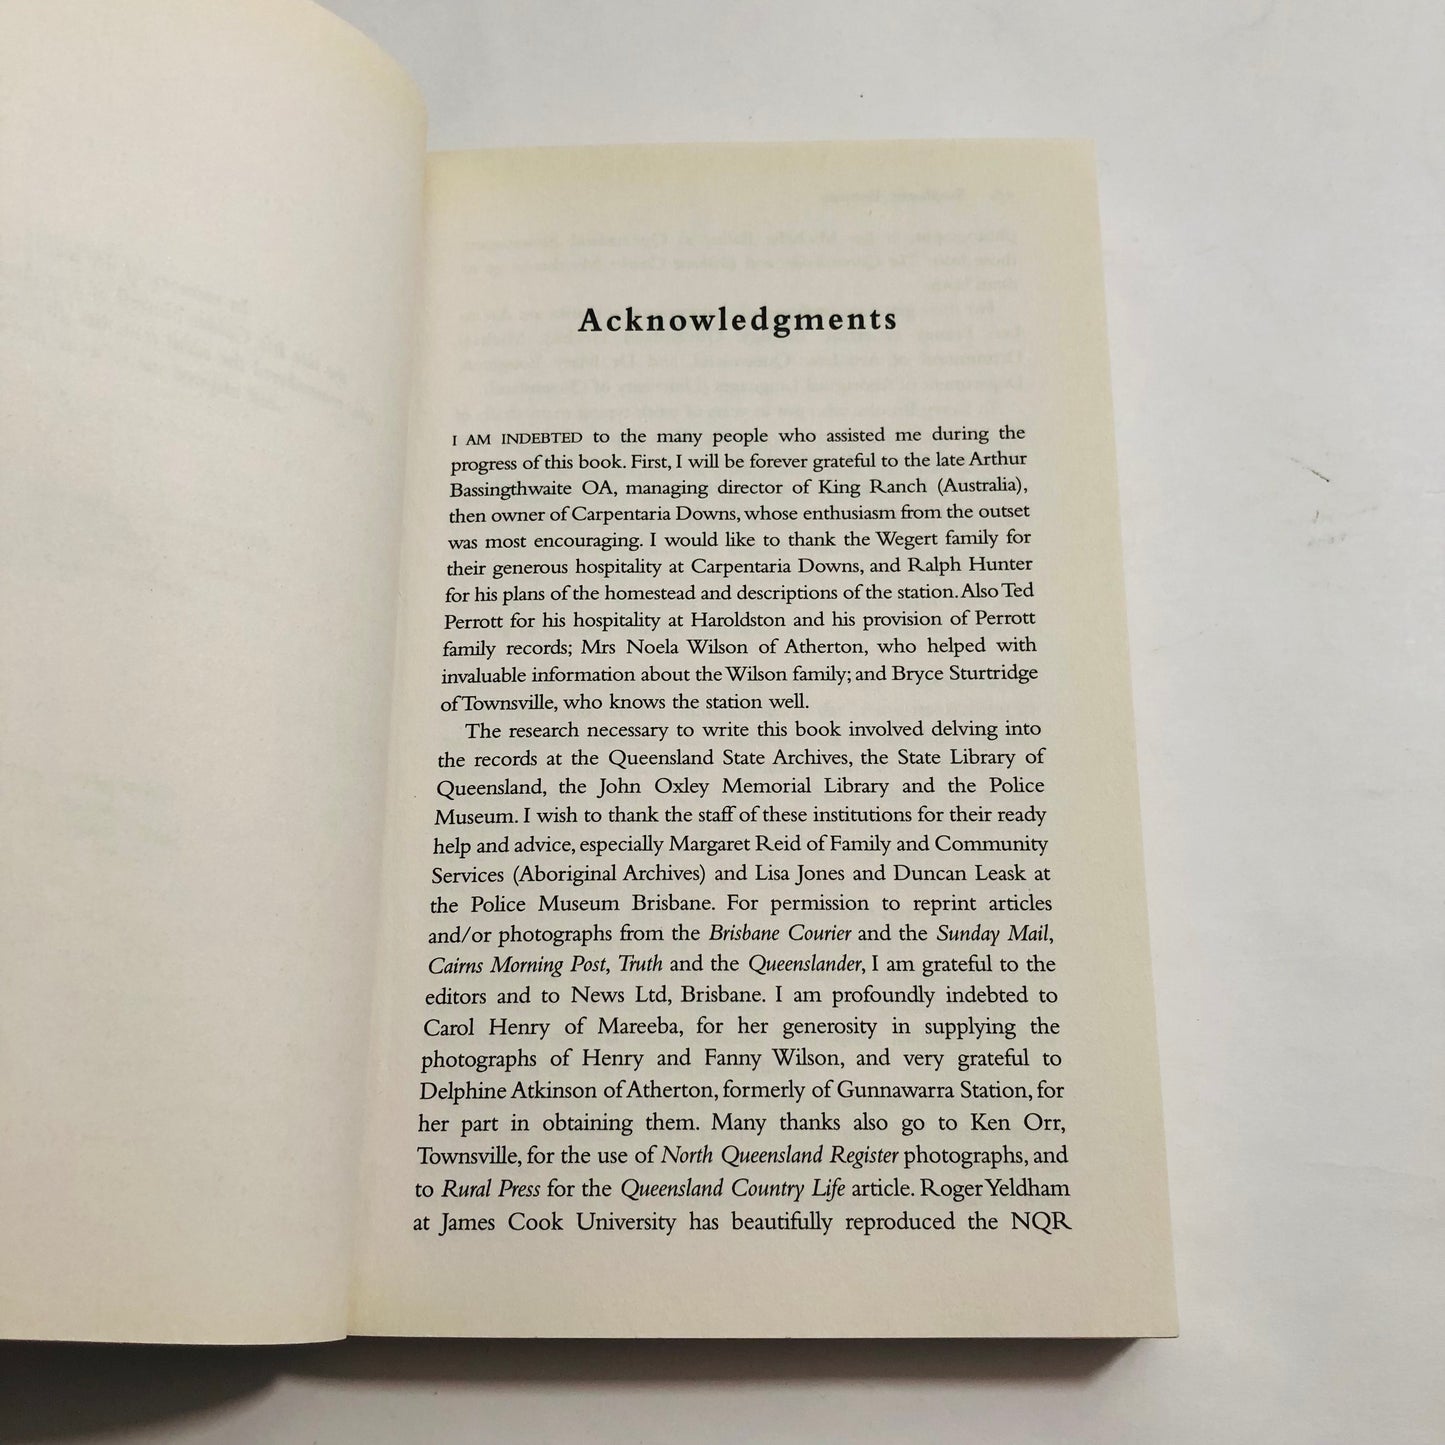 Acknowledgments
I AM INDEBTED to the many people who assisted me during the
progress of this book. First, I will be forever grateful to the late Arthur
Bassingthwaite OA, managing director of King Ranch (Australia),
then owner of Carpentaria Downs, whose enthusiasm from the outset
was most encouraging. I would like to thank the Wegert family for
their generous hospitality at Carpentaria Downs, and Ralph Hunter
for his plans of the homestead and descriptions of the station. Also Ted
Perrott for his hospitality at Haroldston and his provision of Perrott
family records; Mrs Noela Wilson of Atherton, who helped with
invaluable information about the Wilson family; and Bryce Sturtridge
of Townsville, who knows the station well.
The research necessary to write this book involved delving into
the records at the Queensland State Archives, the State Library of
Queensland, the John Oxley Memorial Library and the Police
Museum. I wish to thank the staff of these institutions for their ready
help and advice, especially Margaret Reid of Family and Community
Services (Aboriginal Archives) and Lisa Jones and Duncan Leask at
the Police Museum Brisbane. For permission to reprint articles
and/or photographs from the Brisbane Courier and the Sunday Mail,
Cairns Morning Post, Truth and the Queenslander, I am grateful to the
editors and to News Ltd, Brisbane. I am profoundly indebted to
Carol Henry of Mareeba, for her generosity in supplying the
photographs of Henry and Fanny Wilson, and very grateful to
Delphine Atkinson of Atherton, formerly of Gunnawarra Station, for
her part in obtaining them. Many thanks also go to Ken Orr,
Townsville, for the use of North Queensland Register photographs, and
to Rural Press for the Queensland Country Life article. Roger Yeldham
at James Cook University has beautifully reproduced the NQR